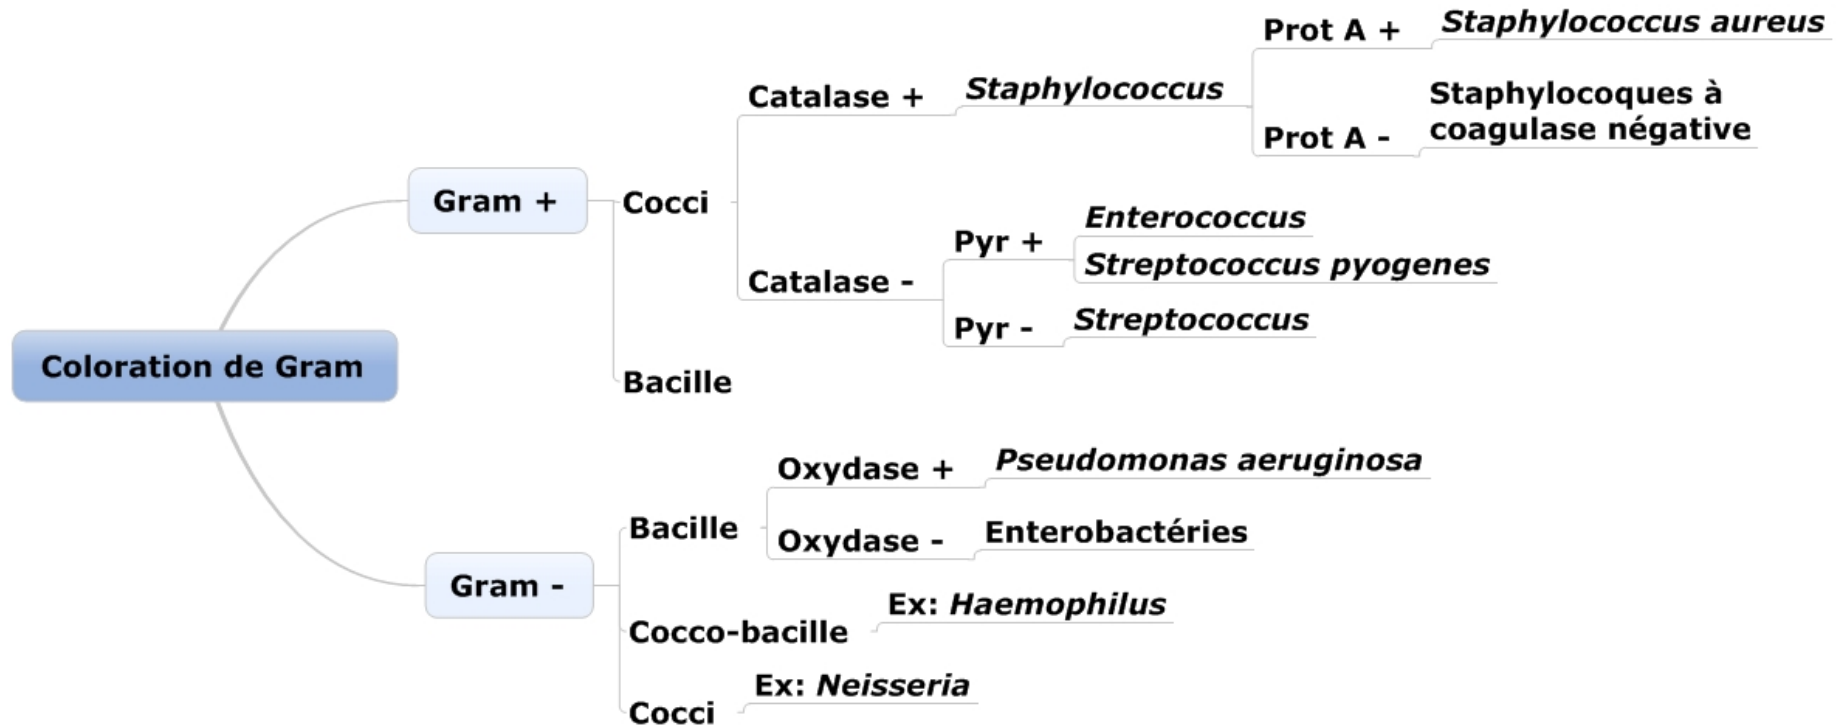 Coloration de Gram
Gram +
Cocci
Catalase +
Staphylococcus
Prot A +
Staphylococcus aureus
Prot A -
Staphylocoques à
coagulase négative
Catalase -
Pyr +
Enterococcus
Streptococcus pyogenes
Pyr -
Streptococcus
Bacille
Gram -
Bacille
Oxydase +
Pseudomonas aeruginosa
Oxydase -
Enterobactéries
Cocco-bacille
Ex: Haemophilus
Cocci
Ex: Neisseria